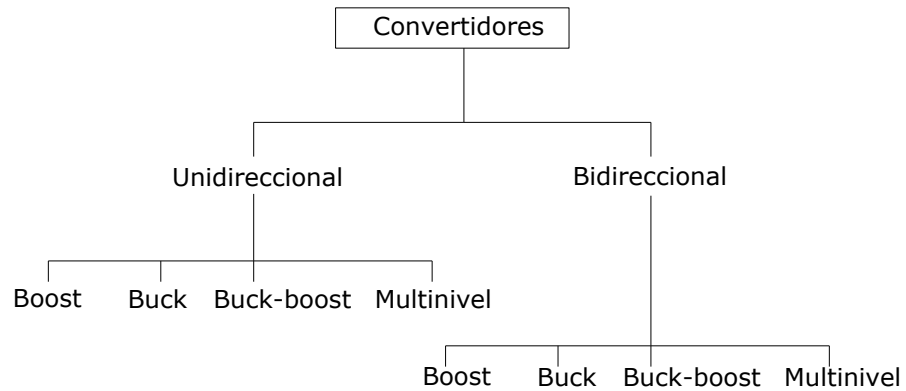 Convertidores
Unidireccional Bidireccional
Boost Buck Buck-boost Multinivel
Boost Buck Buck-boost Multinivel